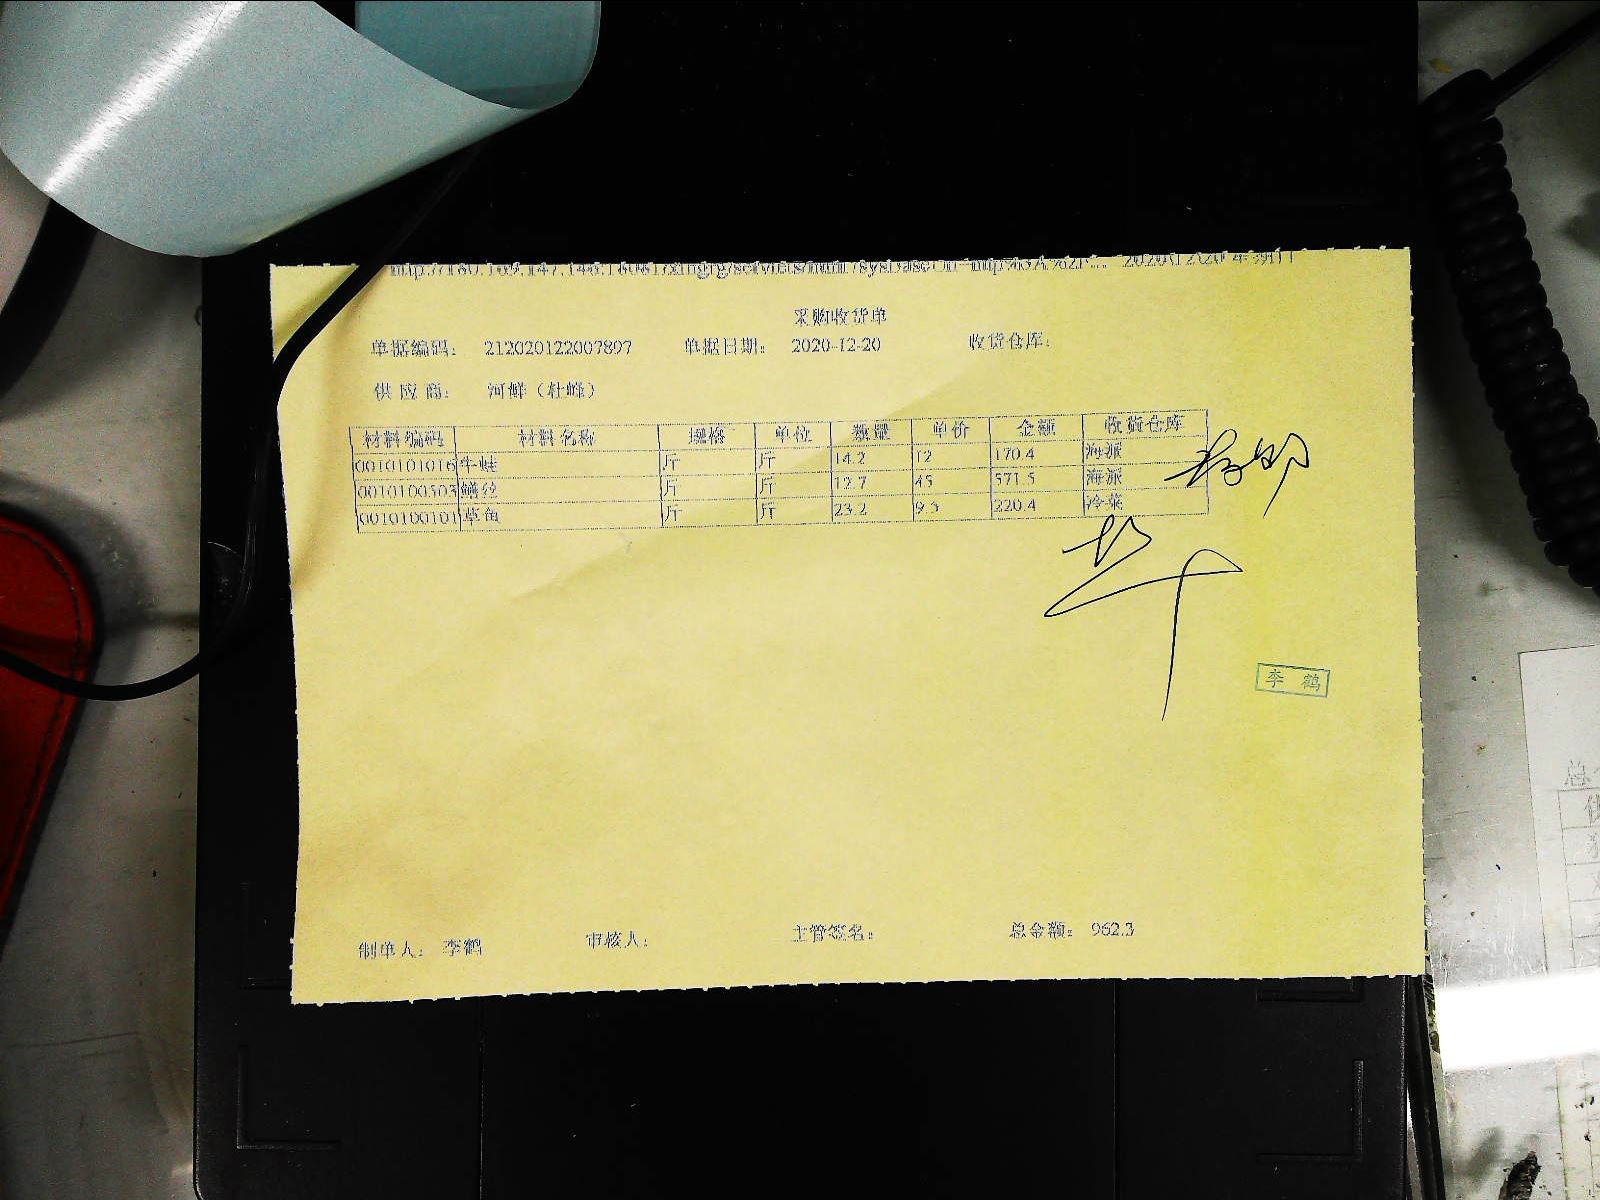 采购收货单
单据编码： 212020122007897 单据日期： 2020-12-20 收货仓库：
供 应 商： 河鲜（杜峰）
材料编码 材料名称 规格 单位 数量 单价 金额 收货仓库
0010101016 牛蛙 斤 斤 14.2 12 170.4 海派
0010100503 鳝丝 斤 斤 12.7 45 571.5 海派
0010100101 草鱼 斤 斤 23.2 9.5 220.4 冷菜
李 鹤
制单人： 李鹤 审核人： 主管签名： 总金额： 962.3